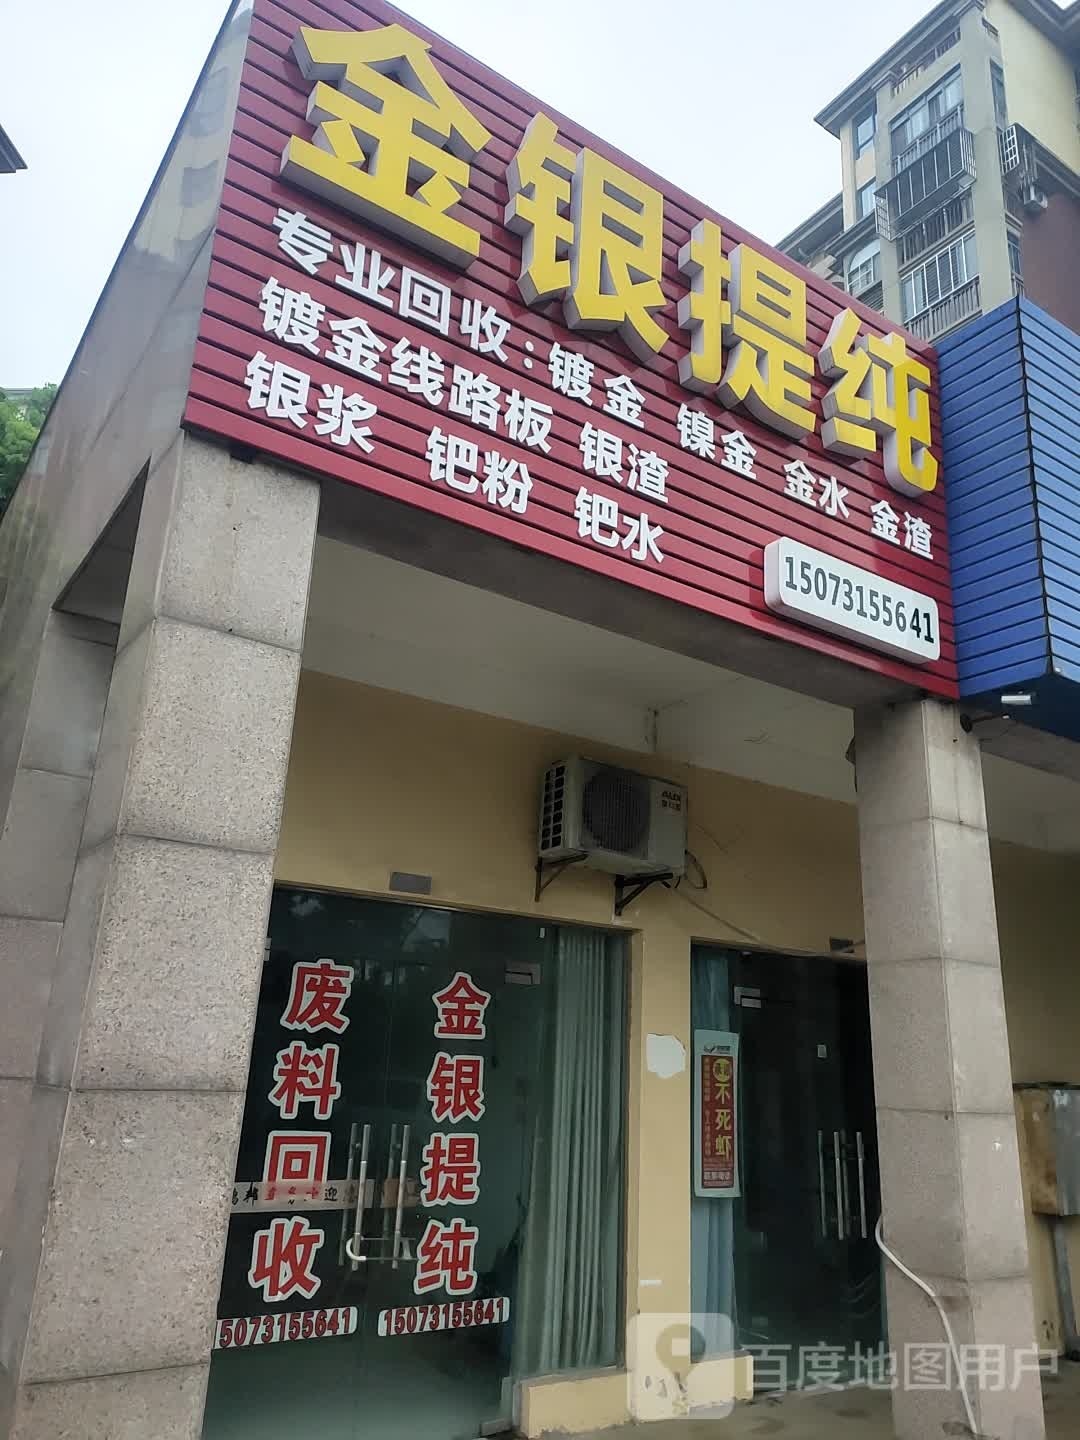 金银提纯
专业回收：镀金 镍金 金水 金渣
镀金线路板 银渣
银浆 钯粉 钯水
15073155641
废料回收
金银提纯
5073155641
15073155641
AUX
不死虾
百度地图用户